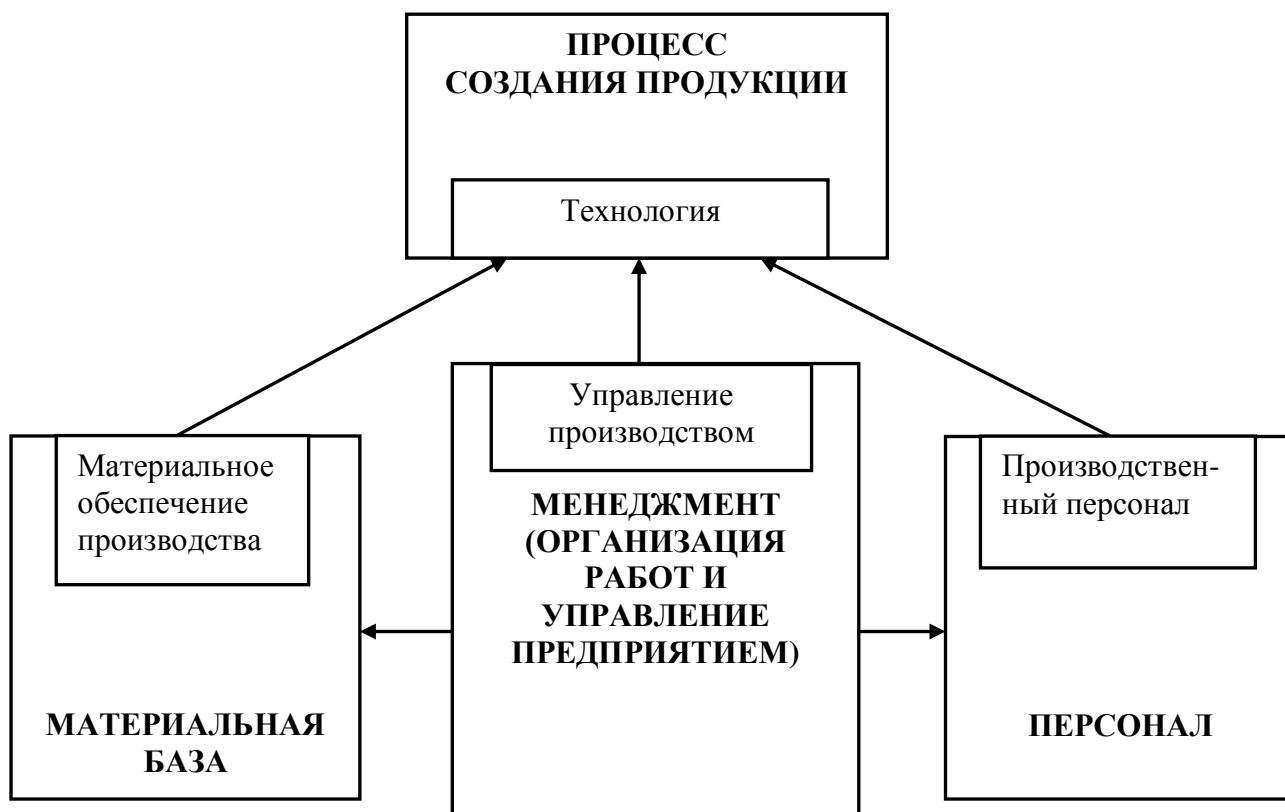 ПРОЦЕСС
СОЗДАНИЯ ПРОДУКЦИИ
Технология
Управление
производством
Материальное
обеспечение
производства
МЕНЕДЖМЕНТ
(ОРГАНИЗАЦИЯ
РАБОТ И
УПРАВЛЕНИЕ
ПРЕДПРИЯТИЕМ)
Производствен-
ный персонал
МАТЕРИАЛЬНАЯ
БАЗА
ПЕРСОНАЛ